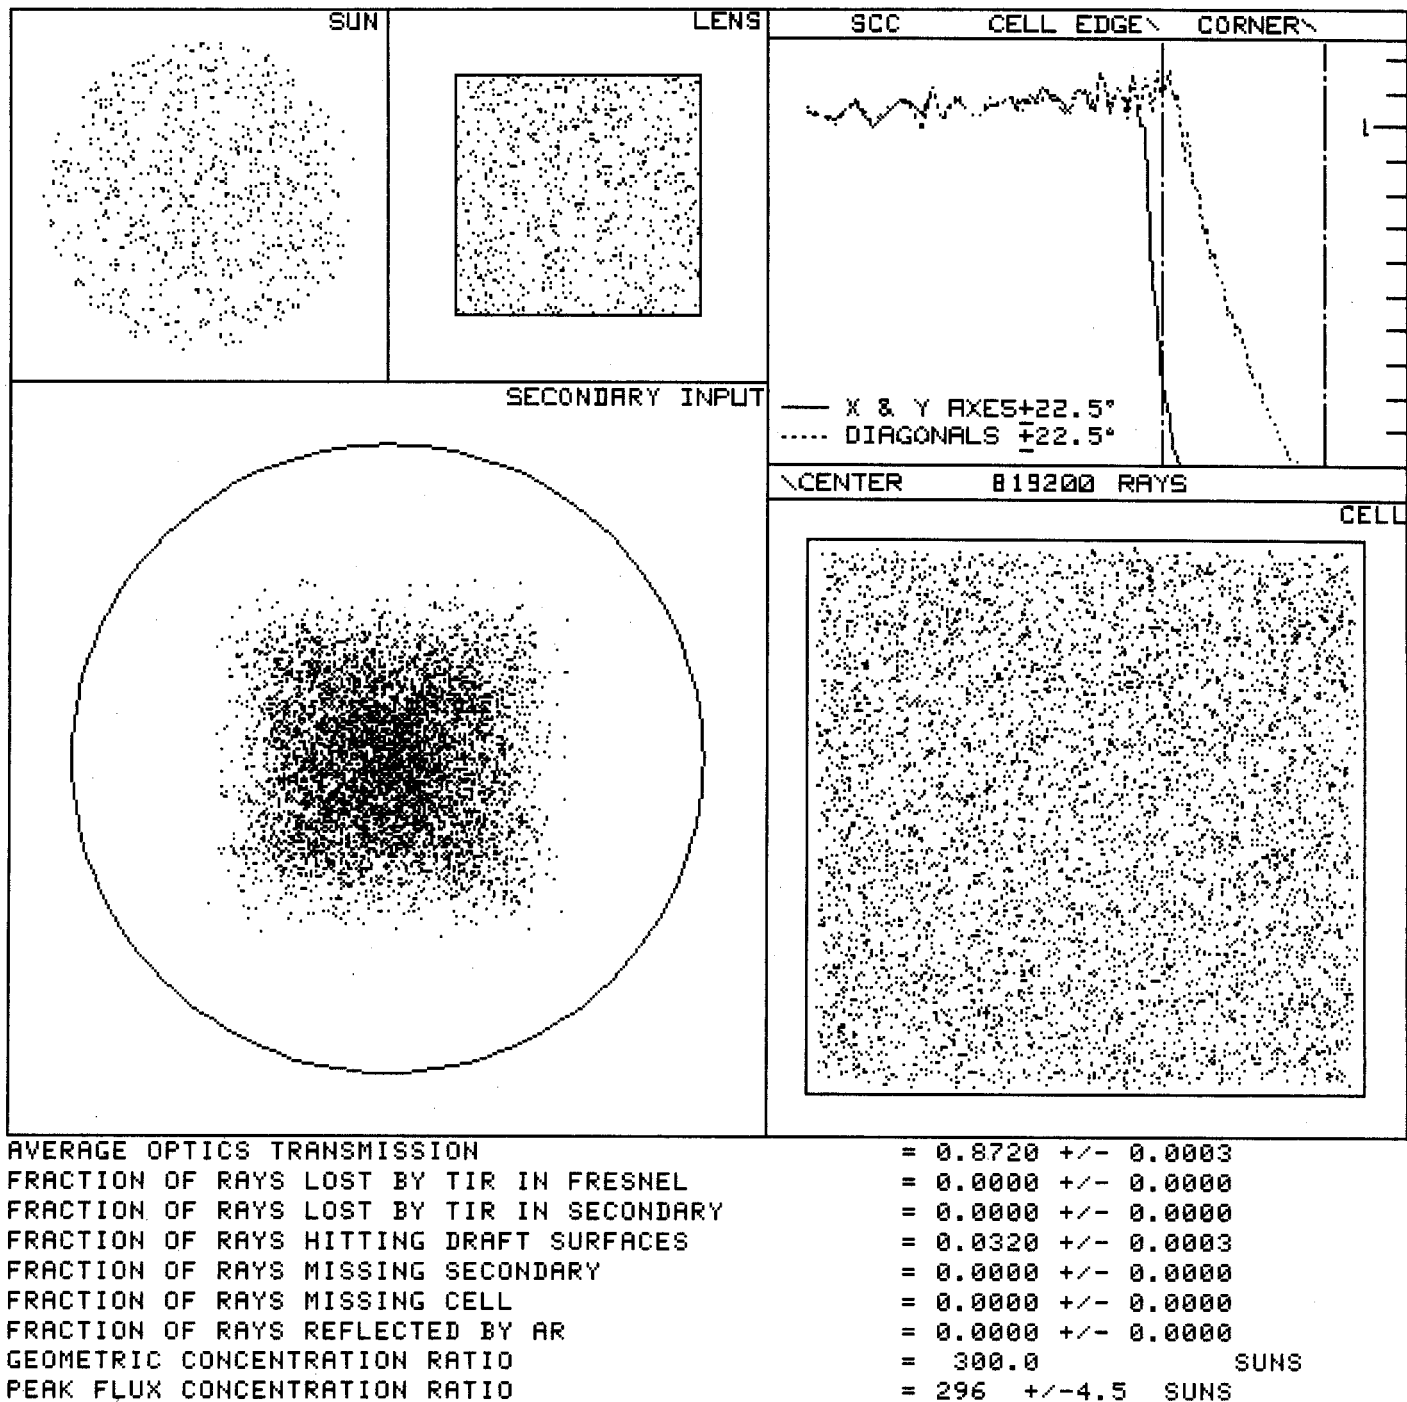 SUN
LENS
SCC CELL EDGE\ CORNER\
1
X & Y AXES±22.5°
DIAGONALS ±22.5°
\CENTER 819200 RAYS
SECONDARY INPUT
CELL
AVERAGE OPTICS TRANSMISSION = 0.8720 +/- 0.0003
FRACTION OF RAYS LOST BY TIR IN FRESNEL = 0.0000 +/- 0.0000
FRACTION OF RAYS LOST BY TIR IN SECONDARY = 0.0000 +/- 0.0000
FRACTION OF RAYS HITTING DRAFT SURFACES = 0.0320 +/- 0.0003
FRACTION OF RAYS MISSING SECONDARY = 0.0000 +/- 0.0000
FRACTION OF RAYS MISSING CELL = 0.0000 +/- 0.0000
FRACTION OF RAYS REFLECTED BY AR = 0.0000 +/- 0.0000
GEOMETRIC CONCENTRATION RATIO = 300.0 SUNS
PEAK FLUX CONCENTRATION RATIO = 296 +/-4.5 SUNS